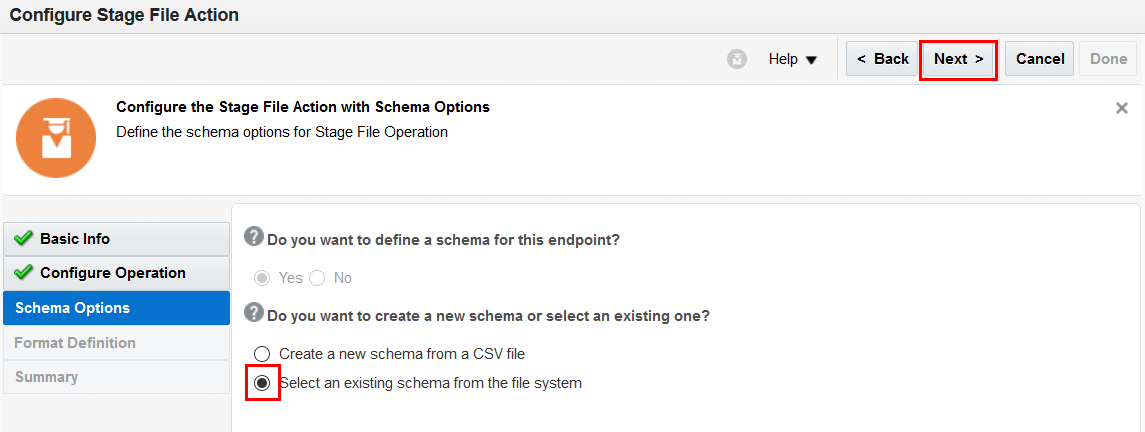 Configure Stage File Action
Help
< Back
Next >
Cancel
Done
Configure the Stage File Action with Schema Options
Define the schema options for Stage File Operation
Basic Info
Configure Operation
Schema Options
Format Definition
Summary
? Do you want to define a schema for this endpoint?
Yes No
? Do you want to create a new schema or select an existing one?
Create a new schema from a CSV file
Select an existing schema from the file system